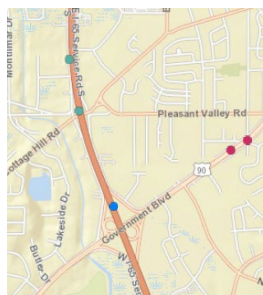 Montlimar Dr
S
E I-65 Service Rd S
E
Pleasant Valley Rd
Cottage Hill Rd
90
Government Blvd
Lakeside Dr
Butler Dr
W I-65 Ser